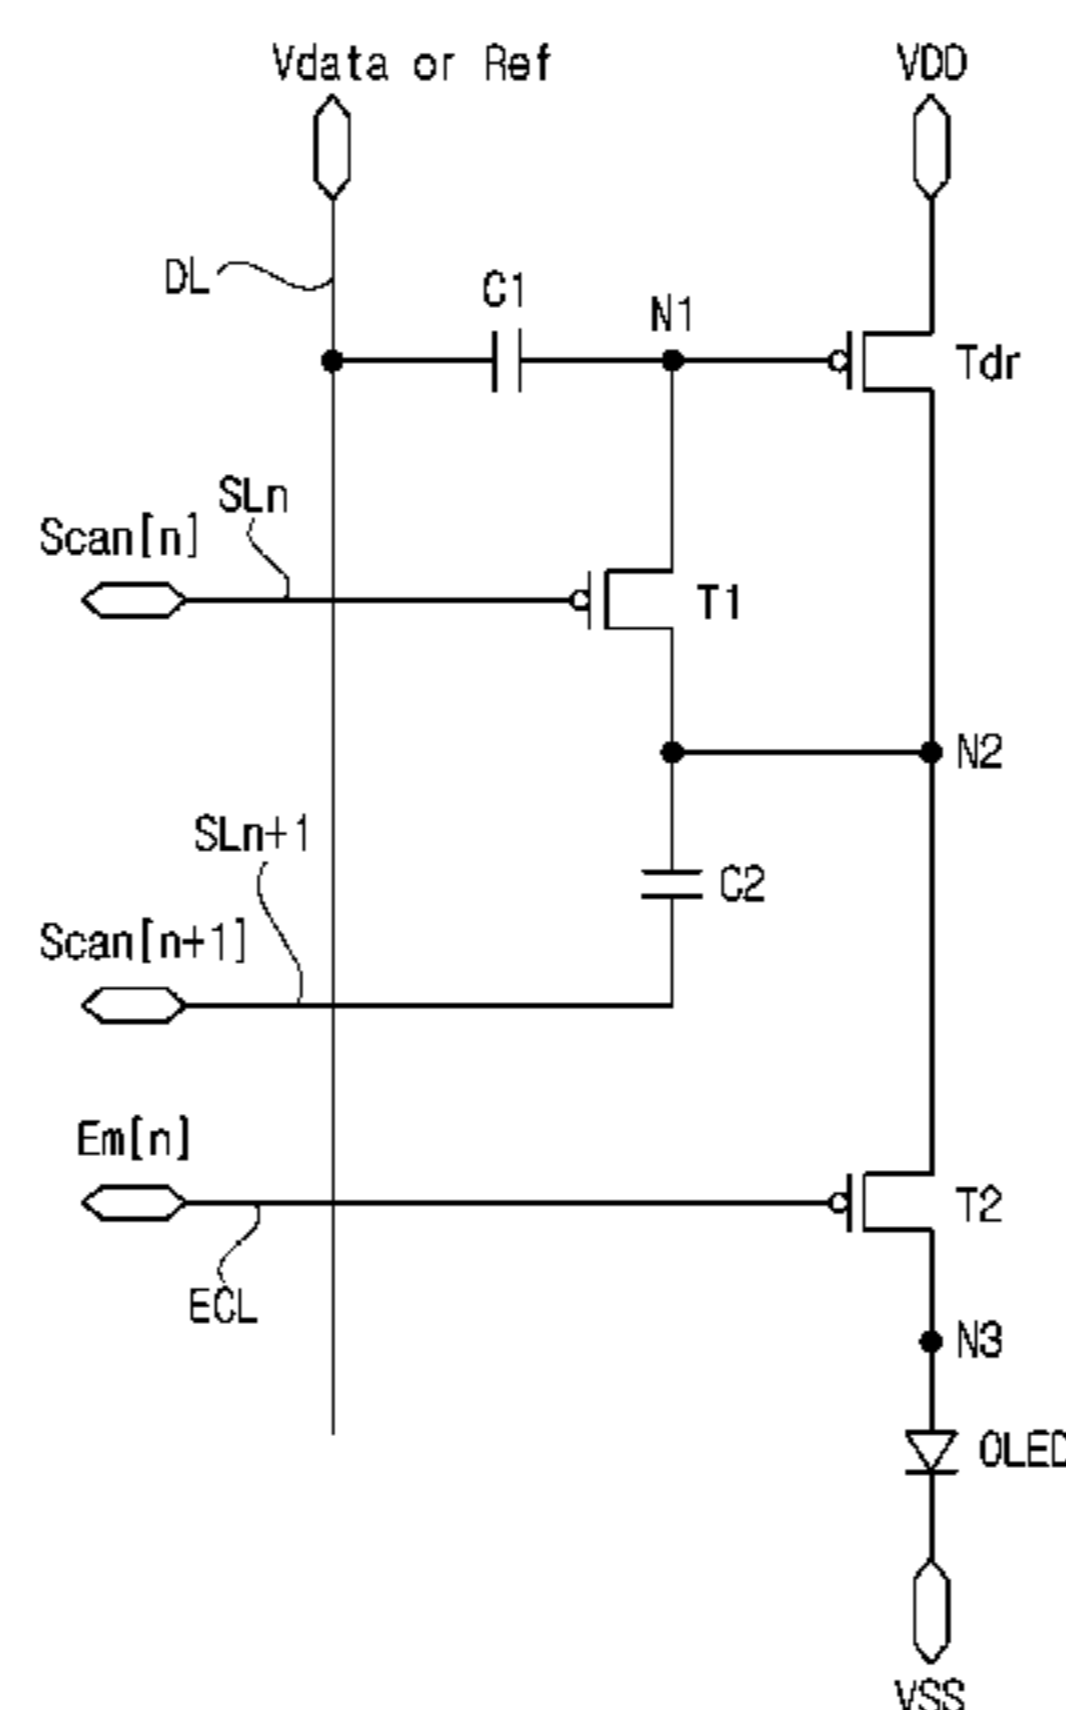 Vdata or Ref
VDD
DL
C1
N1
Tdr
SLn
Scan[n]
T1
N2
SLn+1
C2
Scan[n+1]
Em[n]
T2
ECL
N3
OLED
VSS